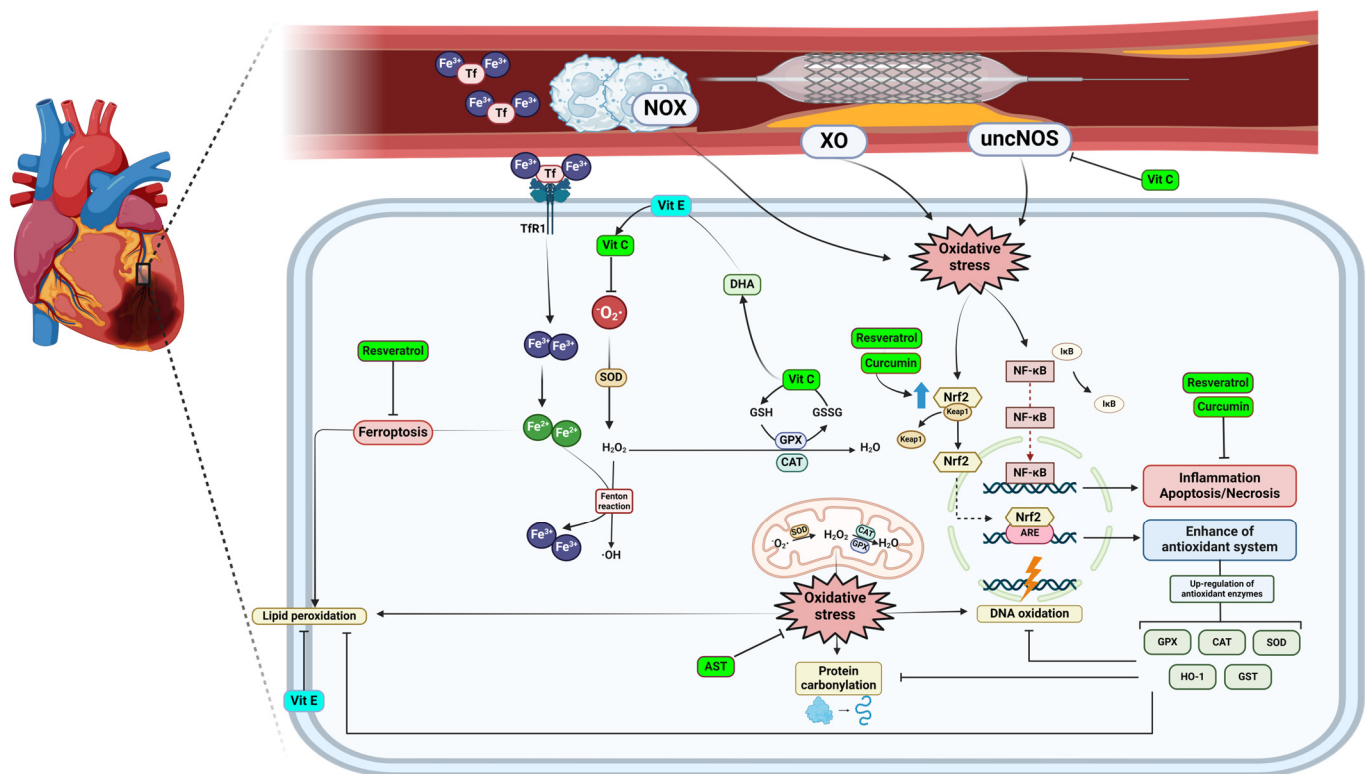 Fe3+
Tf
Fe3+
Fe3+
Tf
Fe3+
NOX
XO
uncNOS
Vit C
Fe3+
Tf
Fe3+
TfR1
Vit E
Vit C
Oxidative
stress
DHA
-O2•
Resveratrol
Curcumin
IκB
NF-κB
IκB
Fe3+
Fe3+
Resveratrol
SOD
Vit C
Nrf2
Keap1
Resveratrol
Curcumin
GSH
GSSG
NF-κB
Ferroptosis
Fe2+
Fe2+
GPX
CAT
H2O2
H2O
Keap1
Nrf2
NF-κB
Inflammation
Apoptosis/Necrosis
Fenton
reaction
Fe3+
Fe3+
·OH
-O2•
SOD
H2O2
CAT
GPX
H2O
Nrf2
ARE
Enhance of
antioxidant system
Up-regulation of
antioxidant enzymes
Lipid peroxidation
Oxidative
stress
DNA oxidation
GPX
CAT
SOD
AST
Protein
carbonylation
HO-1
GST
Vit E